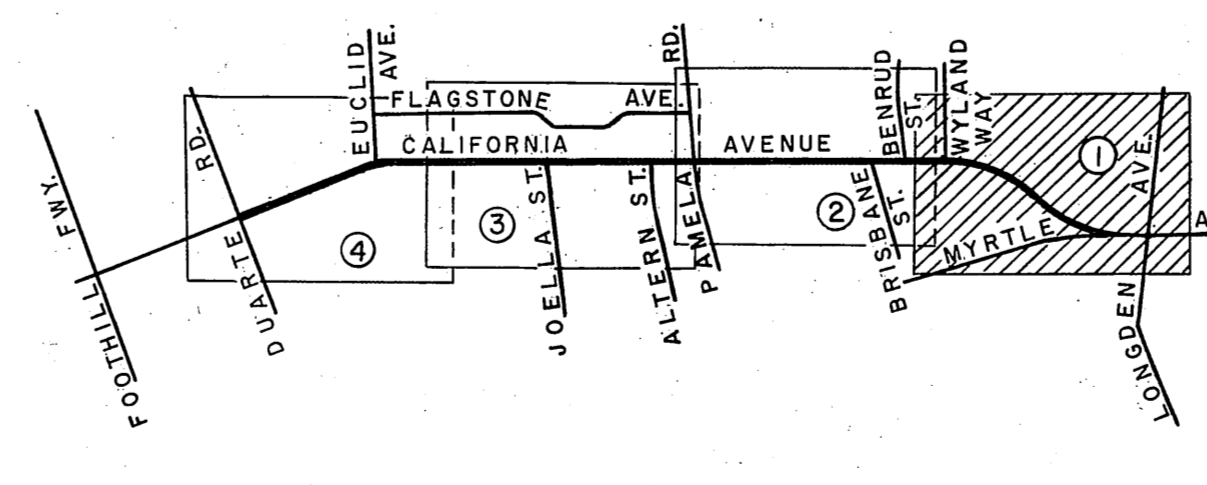 FOOTHILL FWY.
DUARTE RD.
EUCLID AVE.
FLAGSTONE AVE.
CALIFORNIA AVENUE
JOELLA ST.
ALTERN ST.
PAMELA RD.
BRISBANE ST.
BENRUD ST.
WYLAND WAY
MYRTLE A
LONGDEN AVE.
4
3
2
1